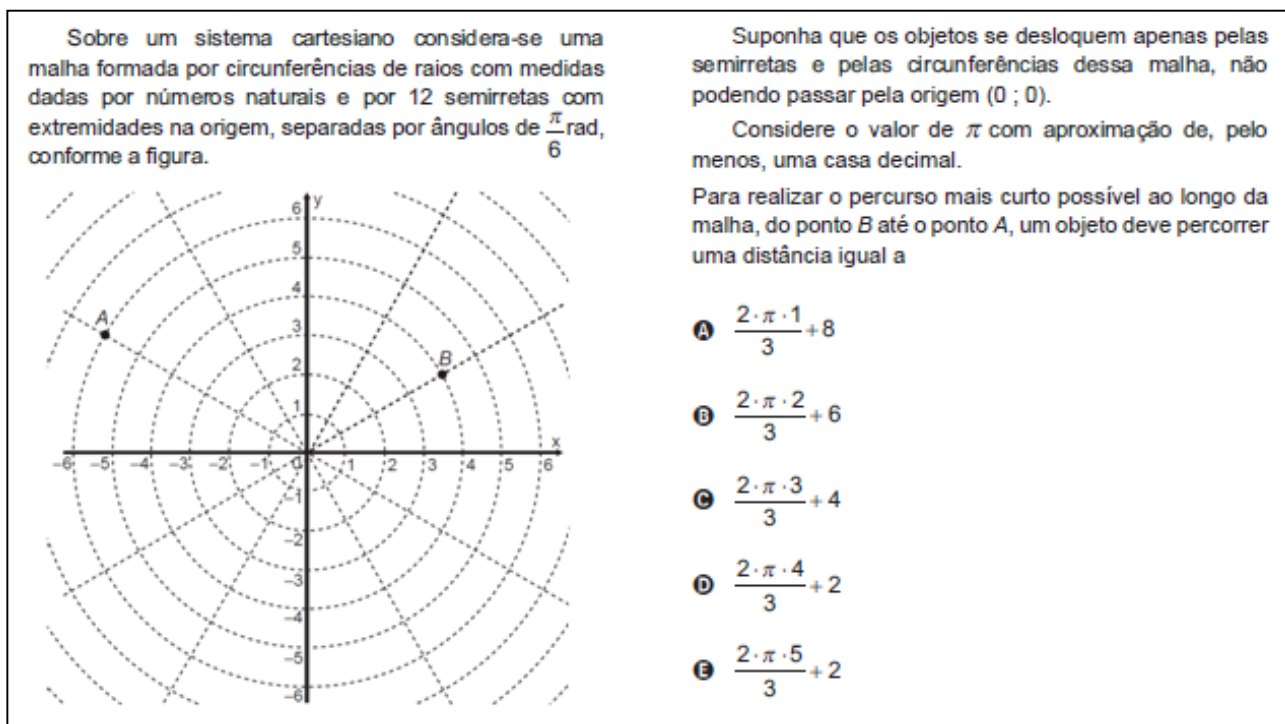 Sobre um sistema cartesiano considera-se uma
malha formada por circunferências de raios com medidas
dadas por números naturais e por 12 semirretas com
extremidades na origem, separadas por ângulos de π/6 rad,
conforme a figura.
y
6
5
4
3
A
B
2
1
x
–6 –5 –4 –3 –2 –1 0 1 2 3 4 5 6
–1
–2
–3
–4
–5
–6
Suponha que os objetos se desloquem apenas pelas
semirretas e pelas circunferências dessa malha, não
podendo passar pela origem (0 ; 0).
Considere o valor de π com aproximação de, pelo
menos, uma casa decimal.
Para realizar o percurso mais curto possível ao longo da
malha, do ponto B até o ponto A, um objeto deve percorrer
uma distância igual a
A (2 · π · 1)/3 + 8
B (2 · π · 2)/3 + 6
C (2 · π · 3)/3 + 4
D (2 · π · 4)/3 + 2
E (2 · π · 5)/3 + 2